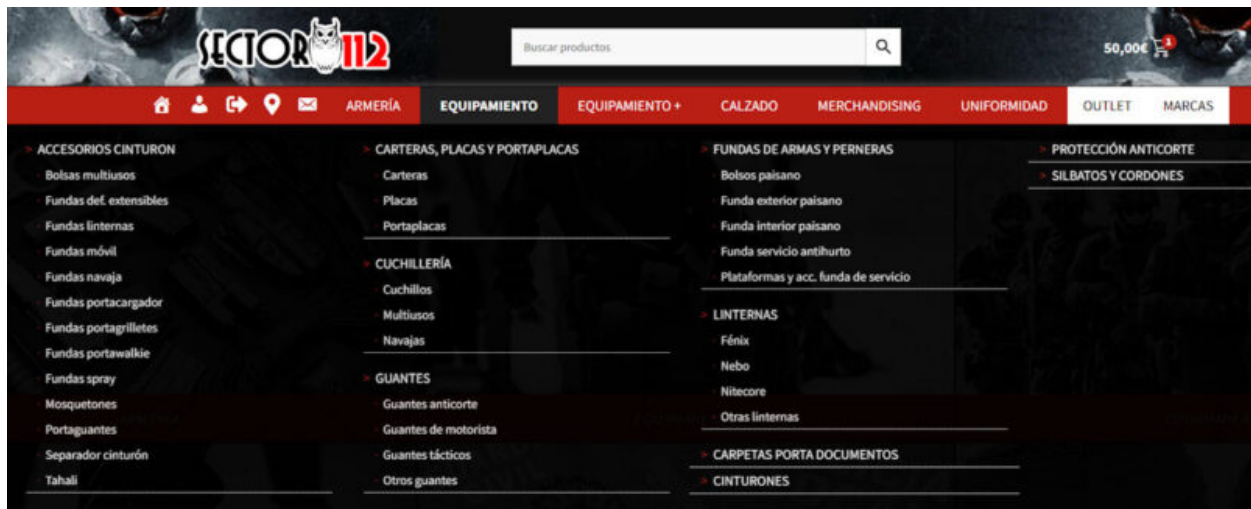 SECTOR 112
Buscar productos
50,00€
1
ARMERÍA
EQUIPAMIENTO
EQUIPAMIENTO +
CALZADO
MERCHANDISING
UNIFORMIDAD
OUTLET
MARCAS
> ACCESORIOS CINTURON
Bolsas multiusos
Fundas def. extensibles
Fundas linternas
Fundas móvil
Fundas navaja
Fundas portacargador
Fundas portagrilletes
Fundas portawalkie
Fundas spray
Mosquetones
Portaguantes
Separador cinturón
Tahali
> CARTERAS, PLACAS Y PORTAPLACAS
Carteras
Placas
Portaplacas
> CUCHILLERÍA
Cuchillos
Multiusos
Navajas
> GUANTES
Guantes anticorte
Guantes de motorista
Guantes tácticos
Otros guantes
> FUNDAS DE ARMAS Y PERNERAS
Bolsos paisano
Funda exterior paisano
Funda interior paisano
Funda servicio antihurto
Plataformas y acc. funda de servicio
> LINTERNAS
Fénix
Nebo
Nitecore
Otras linternas
> CARPETAS PORTA DOCUMENTOS
> CINTURONES
> PROTECCIÓN ANTICORTE
> SILBATOS Y CORDONES